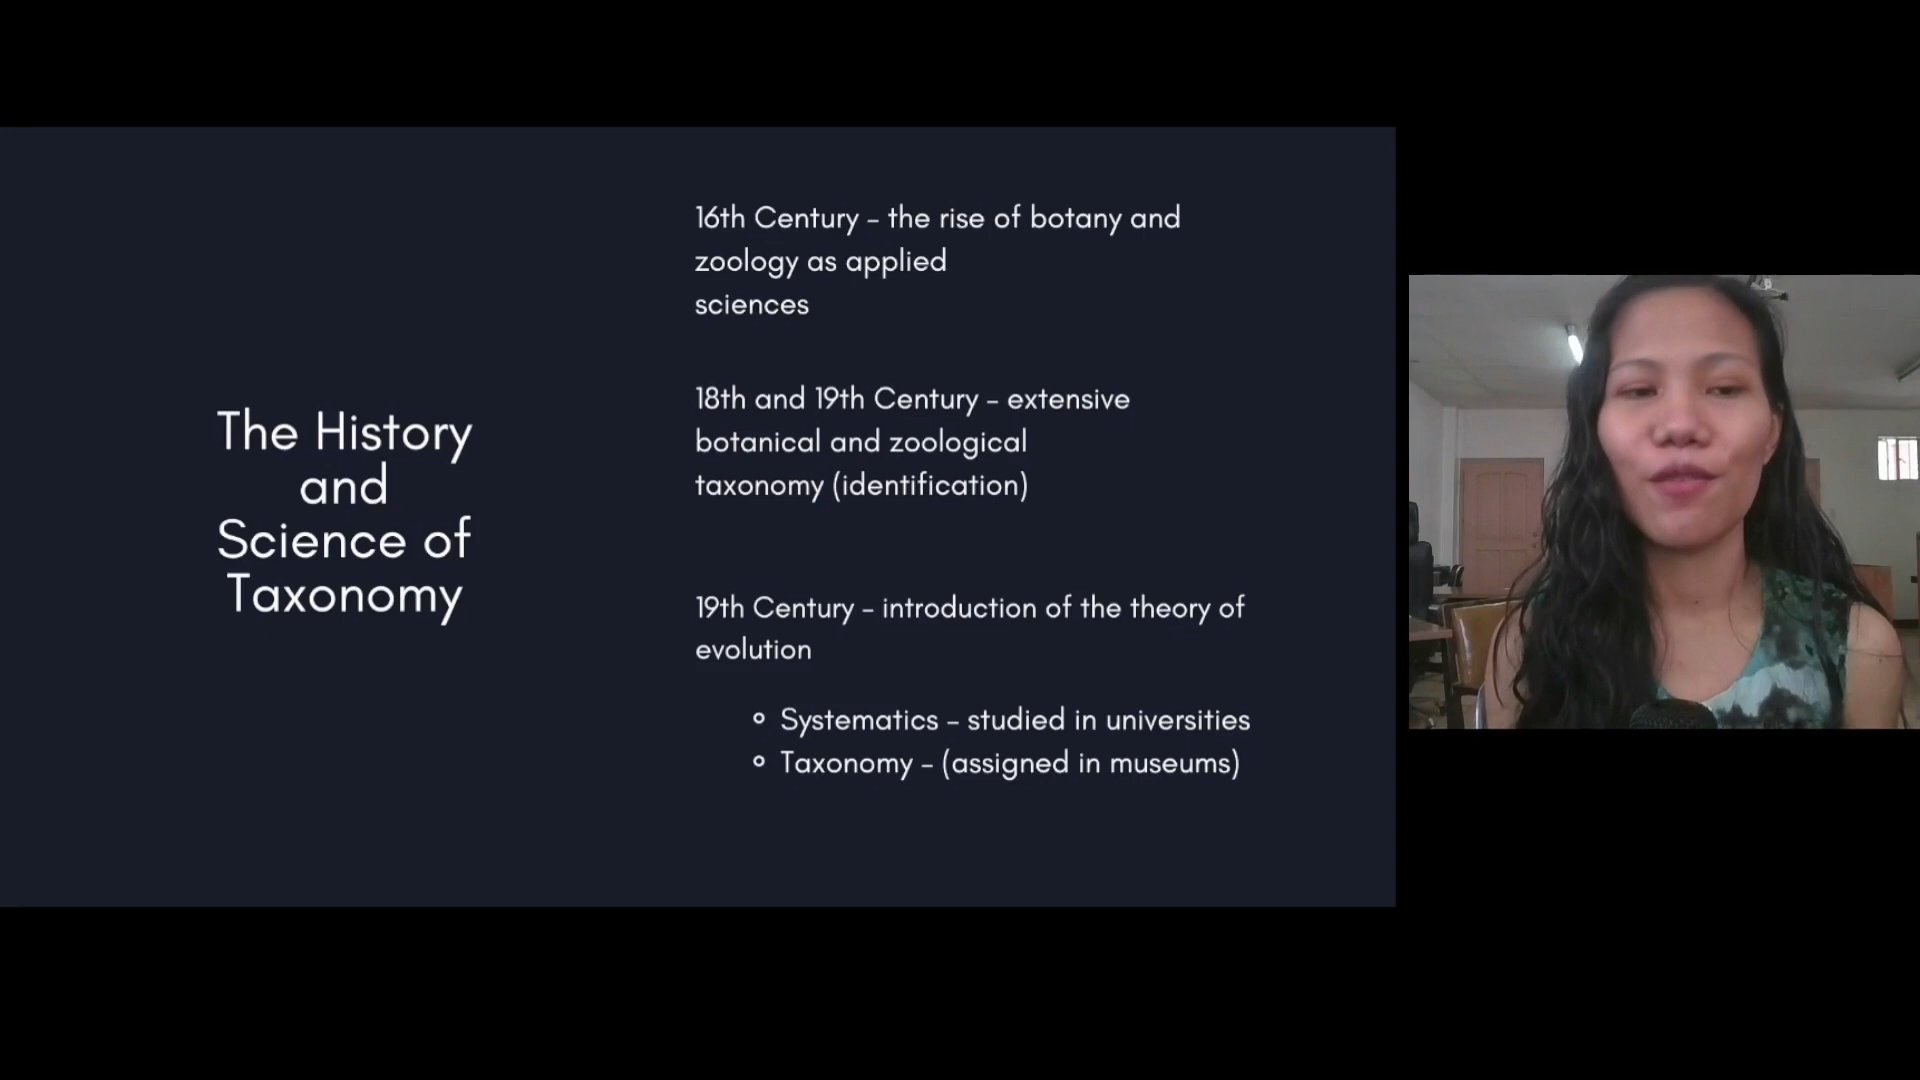 The History
and
Science of
Taxonomy
16th Century - the rise of botany and
zoology as applied
sciences
18th and 19th Century - extensive
botanical and zoological
taxonomy (identification)
19th Century - introduction of the theory of
evolution
Systematics - studied in universities
Taxonomy - (assigned in museums)